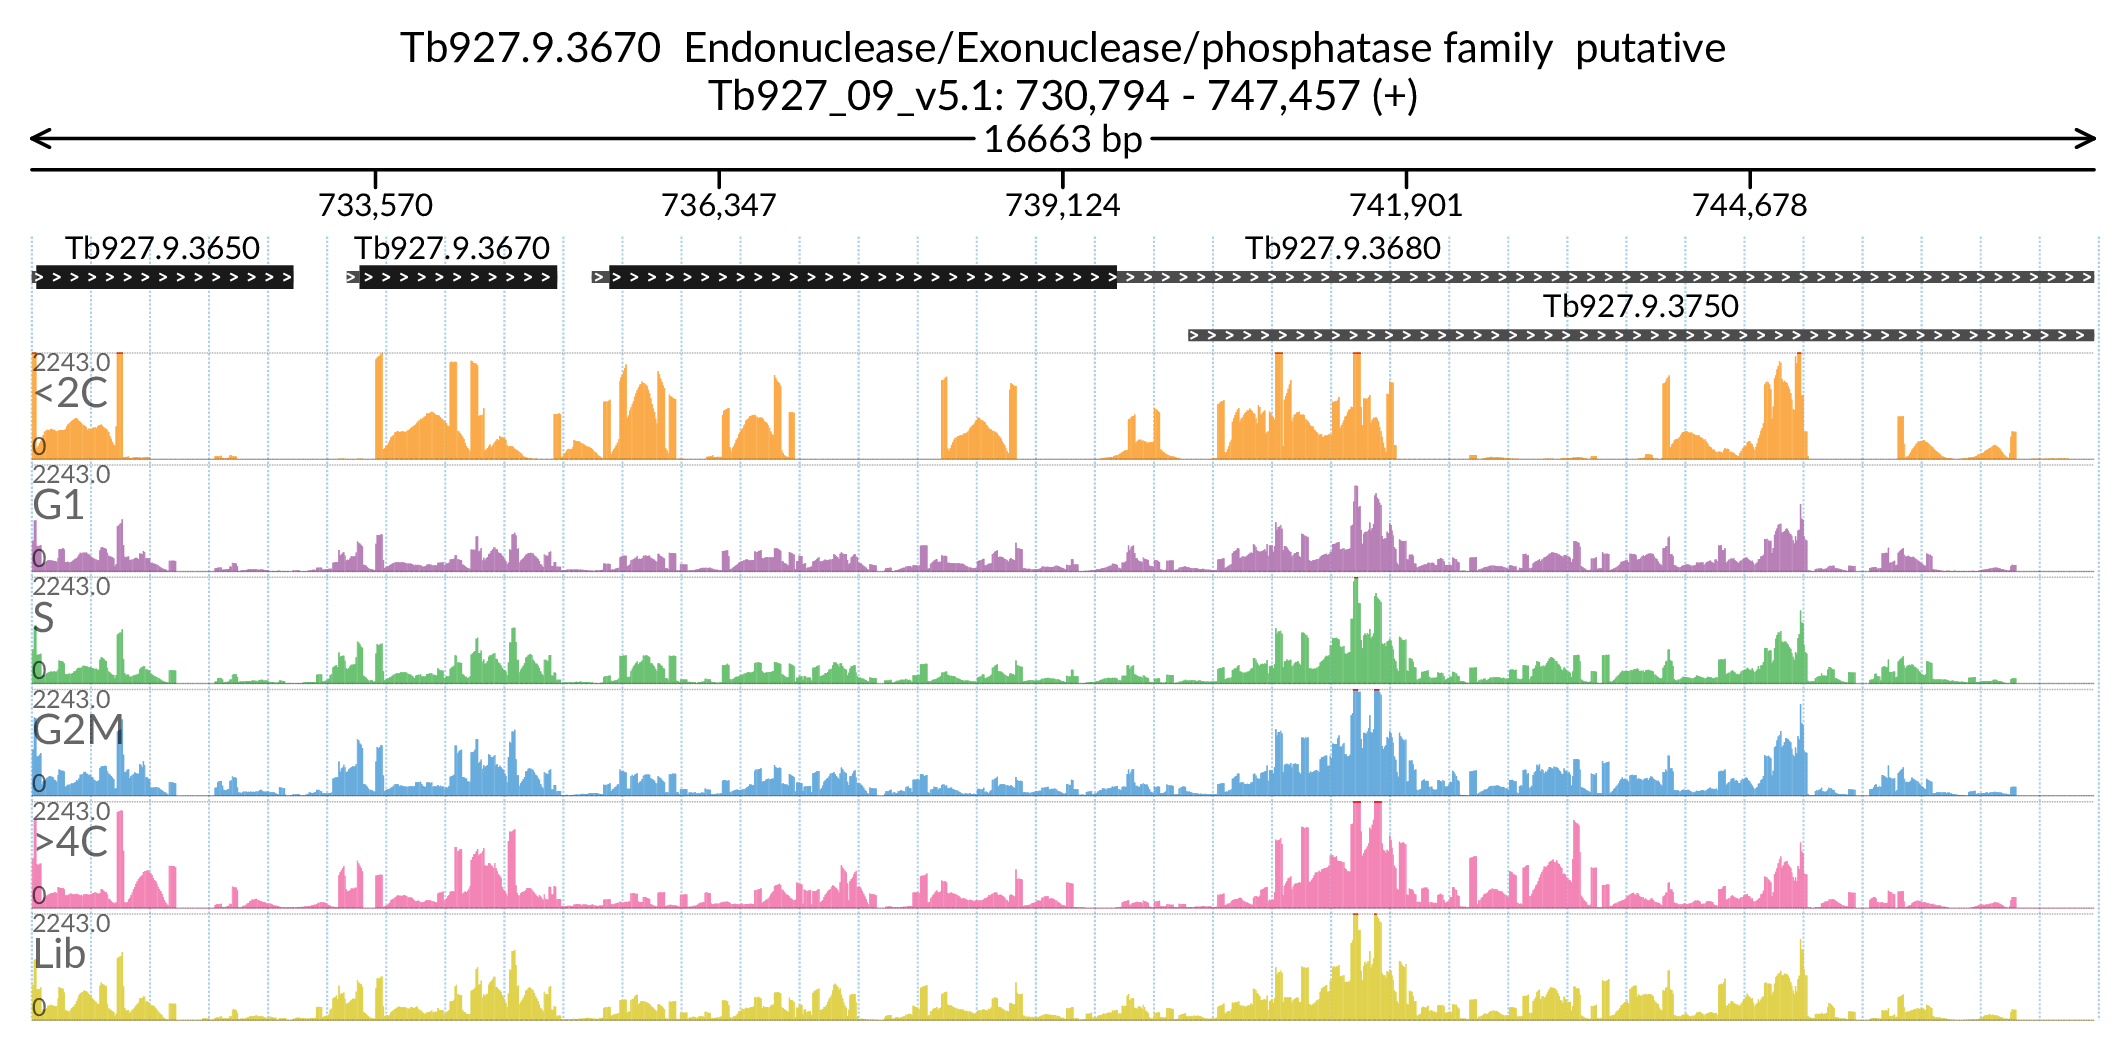 Tb927.9.3670 Endonuclease/Exonuclease/phosphatase family putative
Tb927_09_v5.1: 730,794 - 747,457 (+)
16663 bp
733,570 736,347 739,124 741,901 744,678
Tb927.9.3650 Tb927.9.3670 Tb927.9.3680
Tb927.9.3750
2243.0
<2C
0
2243.0
G1
0
2243.0
S
0
2243.0
G2M
0
2243.0
>4C
0
2243.0
Lib
0